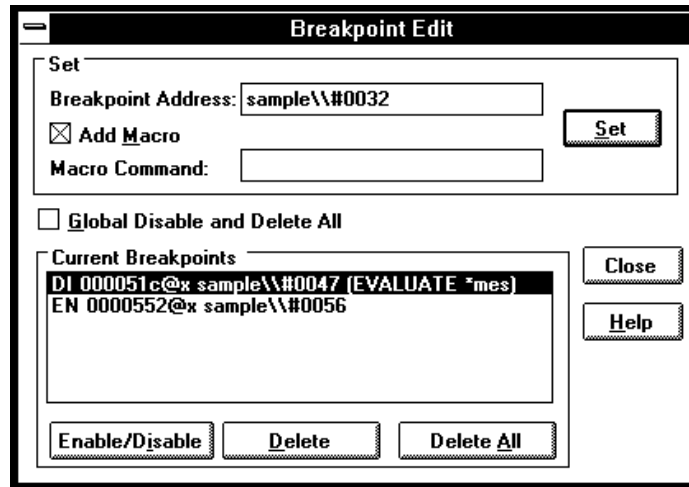 Breakpoint Edit
Set
Breakpoint Address: sample\\#0032
Add Macro
Set
Macro Command:
Global Disable and Delete All
Current Breakpoints
Close
DI 000051c@x sample\\#0047 (EVALUATE *mes)
EN 0000552@x sample\\#0056
Help
Enable/Disable Delete Delete All